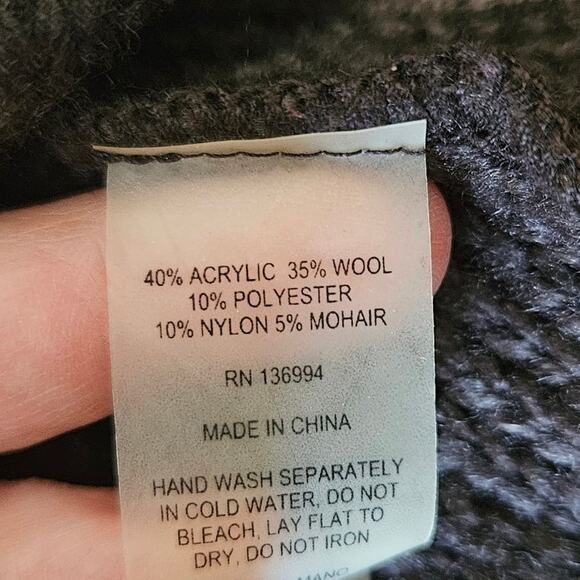 40% ACRYLIC 35% WOOL
10% POLYESTER
10% NYLON 5% MOHAIR
RN 136994
MADE IN CHINA
HAND WASH SEPARATELY
IN COLD WATER, DO NOT
BLEACH, LAY FLAT TO
DRY, DO NOT IRON
MANO